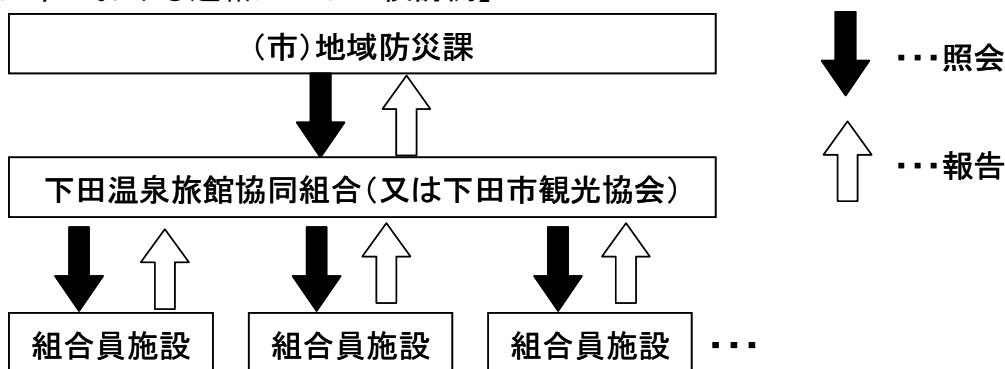 (市)地域防災課
・・・照会
・・・報告
下田温泉旅館協同組合(又は下田市観光協会)
組合員施設
組合員施設
組合員施設
・・・